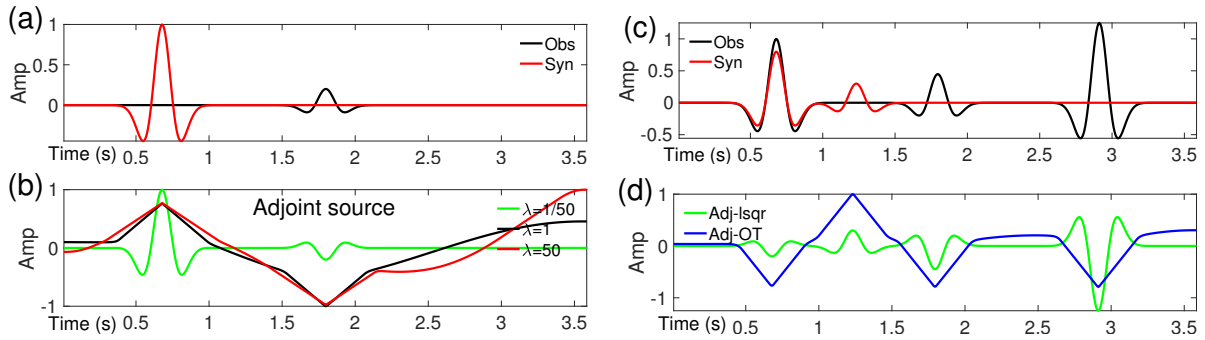 (a)
Amp
1
0.5
0
Obs
Syn
Time (s)
0.5 1 1.5 2 2.5 3 3.5
(b)
Amp
1
0
-1
Adjoint source
λ=1/50
λ=1
λ=50
Time (s)
0.5 1 1.5 2 2.5 3 3.5
(c)
Amp
1
0.5
0
-0.5
Obs
Syn
Time (s)
0.5 1 1.5 2 2.5 3 3.5
(d)
Amp
1
0
-1
Adj-lsqr
Adj-OT
Time (s)
0.5 1 1.5 2 2.5 3 3.5